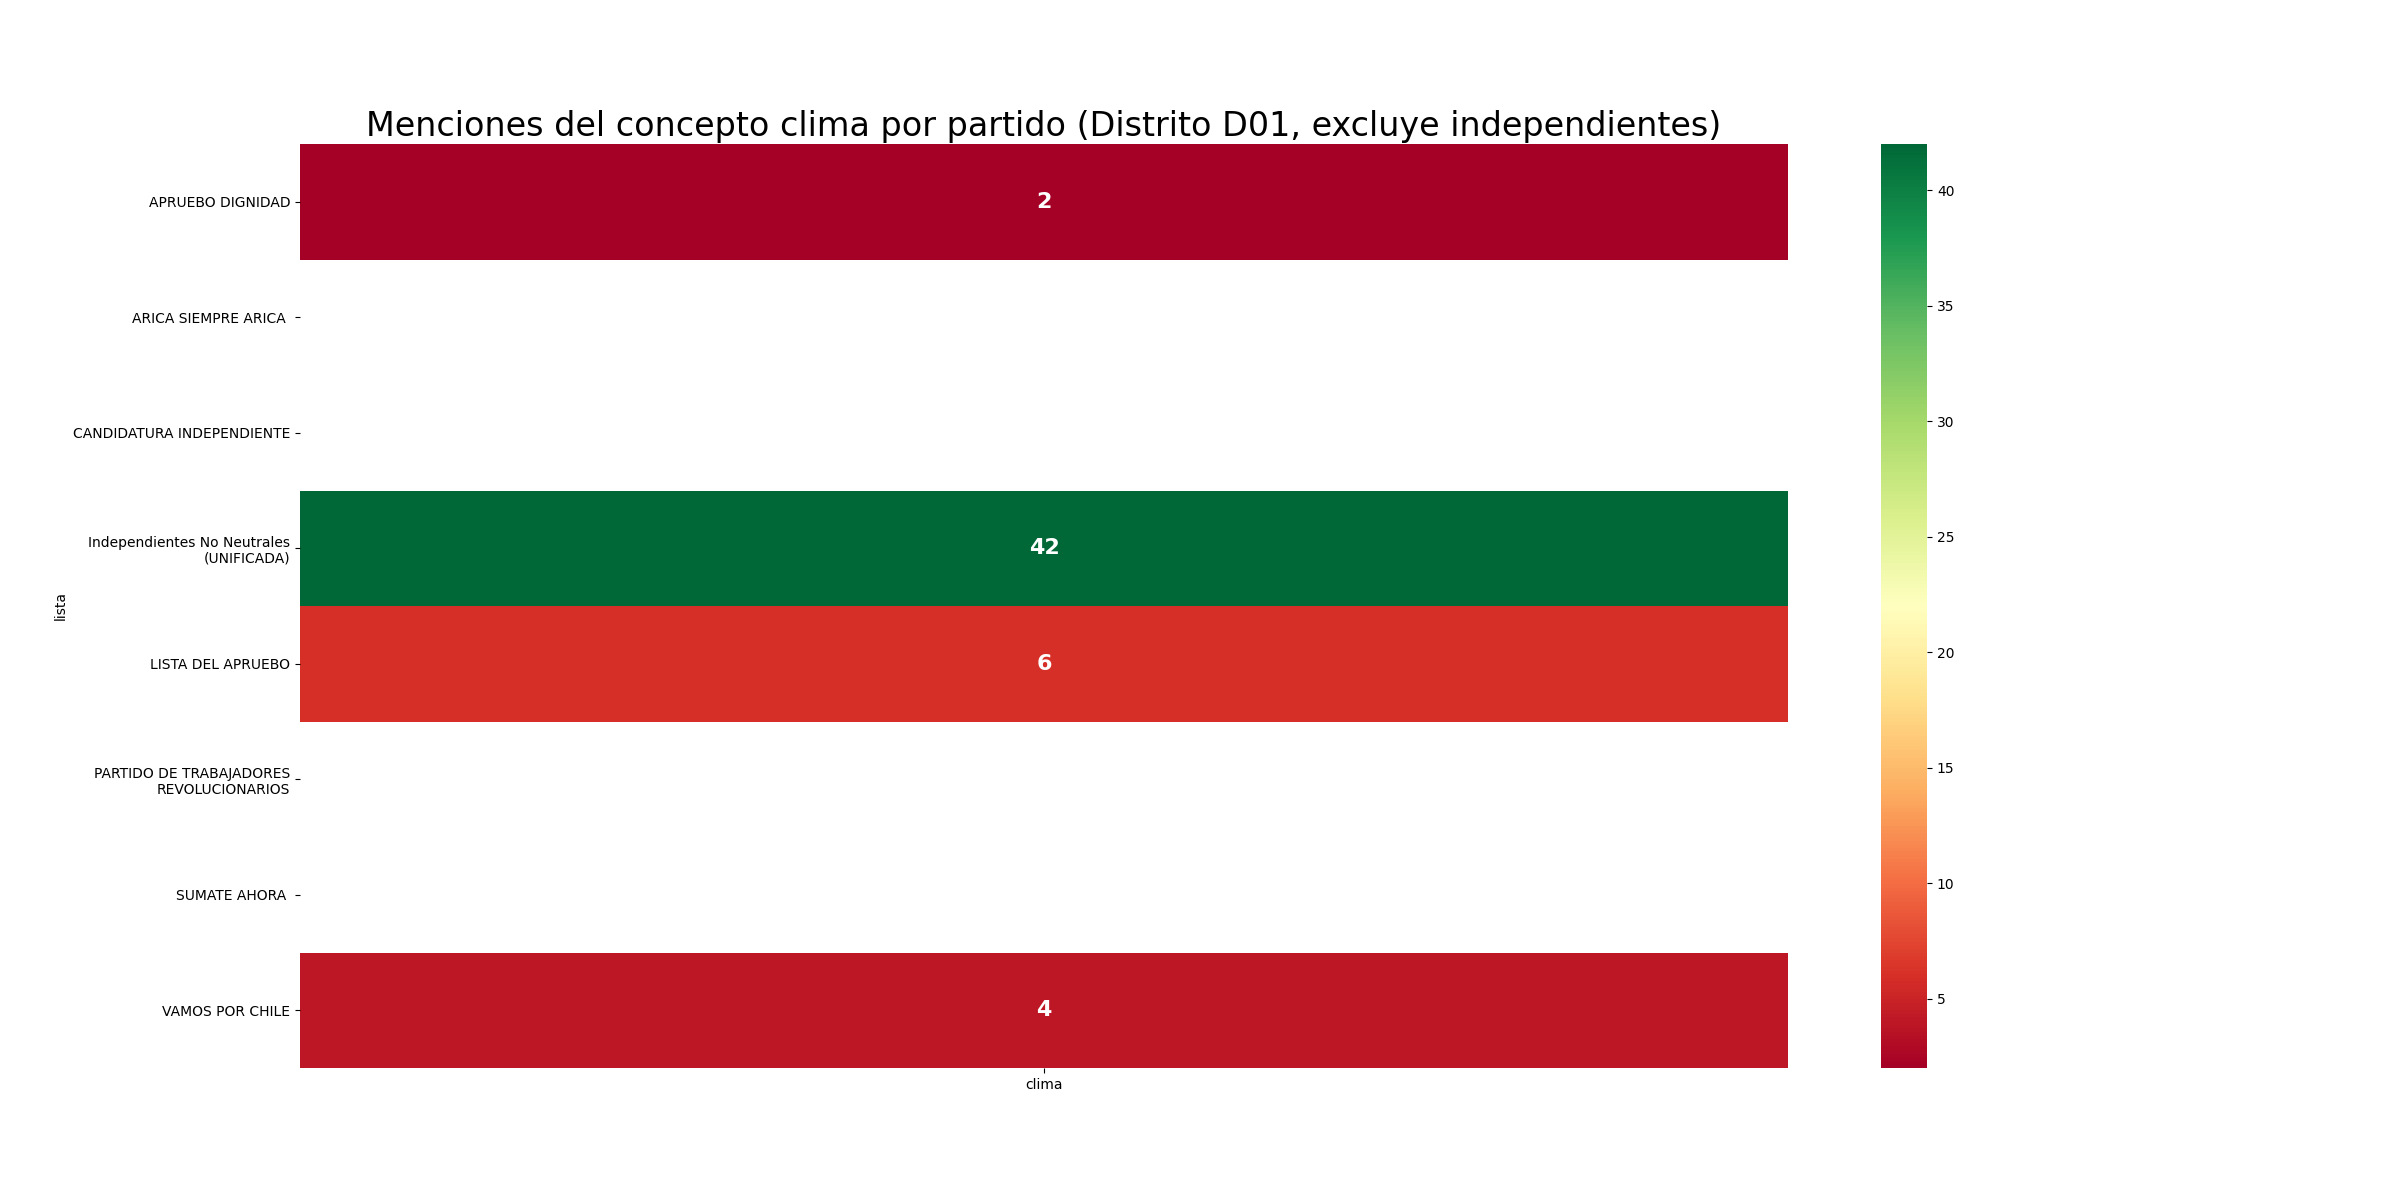 Menciones del concepto clima por partido (Distrito D01, excluye independientes)
APRUEBO DIGNIDAD
2
ARICA SIEMPRE ARICA
CANDIDATURA INDEPENDIENTE
Independientes No Neutrales
(UNIFICADA)
42
lista
LISTA DEL APRUEBO
6
PARTIDO DE TRABAJADORES
REVOLUCIONARIOS
SUMATE AHORA
VAMOS POR CHILE
4
clima
40
35
30
25
20
15
10
5